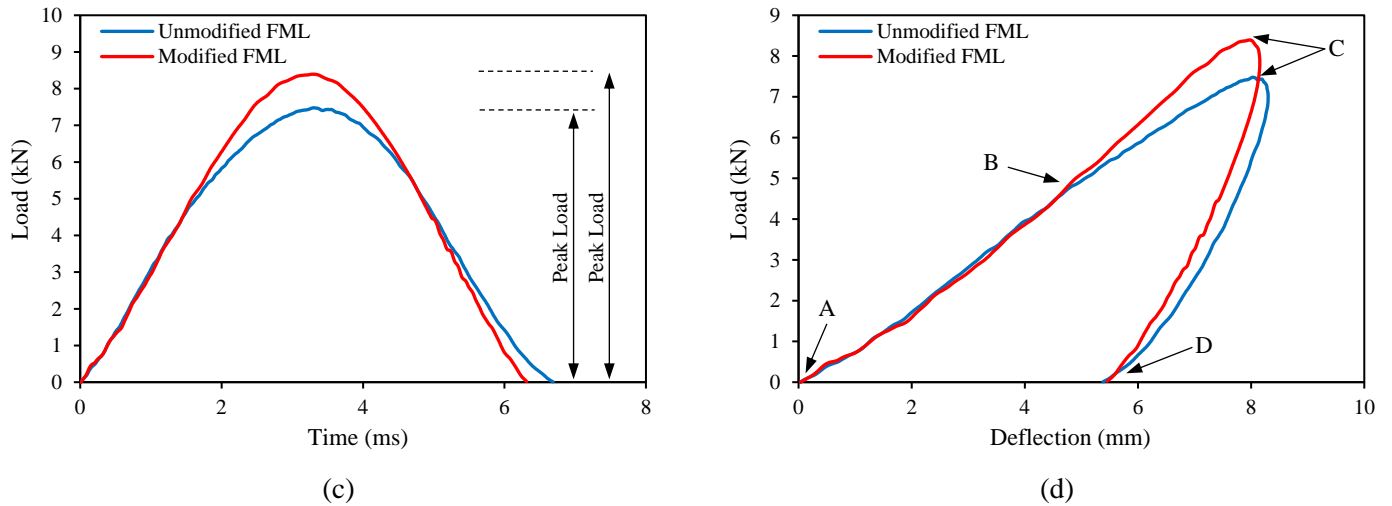 Unmodified FML
Modified FML
10
9
8
7
6
5
4
3
2
1
0
Load (kN)
Peak Load
Peak Load
0
2
4
6
8
Time (ms)
(c)
Unmodified FML
Modified FML
9
8
7
6
5
4
3
2
1
0
Load (kN)
A
B
C
D
0
2
4
6
8
10
Deflection (mm)
(d)